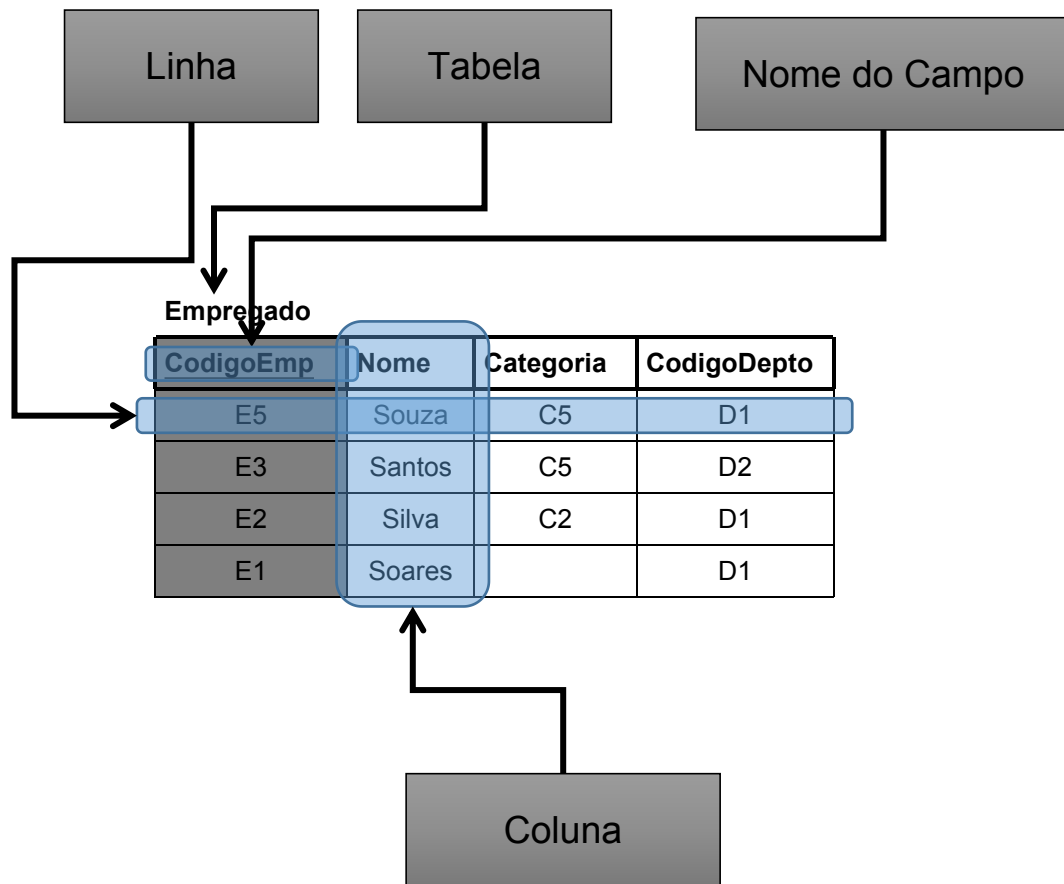 Linha
Tabela
Nome do Campo
Empregado
CodigoEmp Nome Categoria CodigoDepto
E5 Souza C5 D1
E3 Santos C5 D2
E2 Silva C2 D1
E1 Soares D1
Coluna